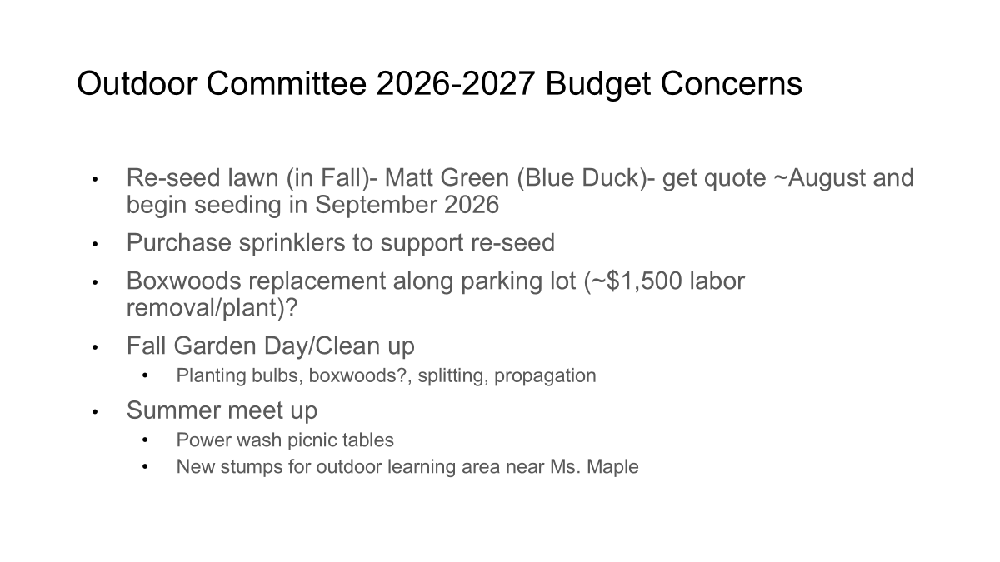 Outdoor Committee 2026-2027 Budget Concerns
• Re-seed lawn (in Fall)- Matt Green (Blue Duck)- get quote ~August and
begin seeding in September 2026
• Purchase sprinklers to support re-seed
• Boxwoods replacement along parking lot (~$1,500 labor
removal/plant)?
• Fall Garden Day/Clean up
• Planting bulbs, boxwoods?, splitting, propagation
• Summer meet up
• Power wash picnic tables
• New stumps for outdoor learning area near Ms. Maple